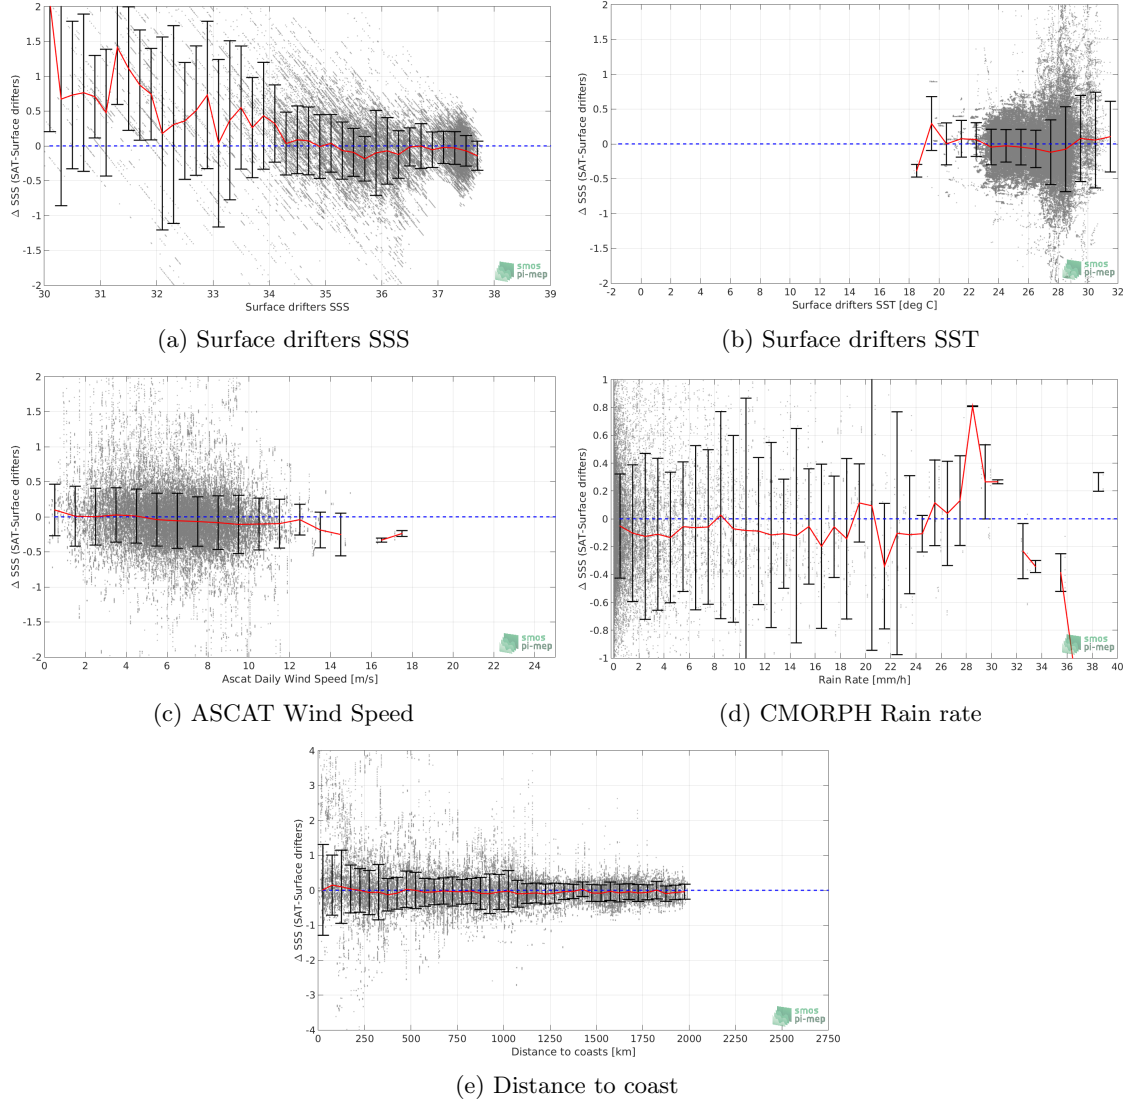 2
1.5
1
0.5
0
-0.5
-1
-1.5
-2
Δ SSS (SAT-Surface drifters)
30 31 32 33 34 35 36 37 38 39
Surface drifters SSS
smos
pi-mep
(a) Surface drifters SSS
2
1.5
1
0.5
0
-0.5
-1
-1.5
-2
Δ SSS (SAT-Surface drifters)
-2 0 2 4 6 8 10 12 14 16 18 20 22 24 26 28 30 32
Surface drifters SST [deg C]
smos
pi-mep
(b) Surface drifters SST
2
1.5
1
0.5
0
-0.5
-1
-1.5
-2
Δ SSS (SAT-Surface drifters)
0 2 4 6 8 10 12 14 16 18 20 22 24
Ascat Daily Wind Speed [m/s]
smos
pi-mep
(c) ASCAT Wind Speed
1
0.8
0.6
0.4
0.2
0
-0.2
-0.4
-0.6
-0.8
-1
Δ SSS (SAT-Surface drifters)
0 2 4 6 8 10 12 14 16 18 20 22 24 26 28 30 32 34 36 38 40
Rain Rate [mm/h]
smos
pi-mep
(d) CMORPH Rain rate
4
3
2
1
0
-1
-2
-3
-4
Δ SSS (SAT-Surface drifters)
0 250 500 750 1000 1250 1500 1750 2000 2250 2500 2750
Distance to coasts [km]
smos
pi-mep
(e) Distance to coast